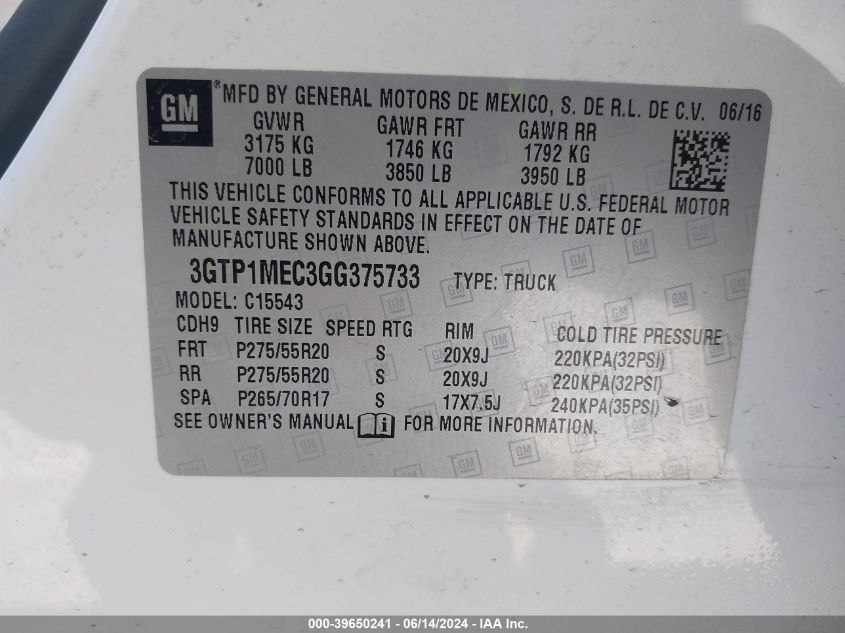 GM ® MFD BY GENERAL MOTORS DE MEXICO, S. DE R.L. DE C.V. 06/16
GVWR GAWR FRT GAWR RR
3175 KG 1746 KG 1792 KG
7000 LB 3850 LB 3950 LB
THIS VEHICLE CONFORMS TO ALL APPLICABLE U.S. FEDERAL MOTOR
VEHICLE SAFETY STANDARDS IN EFFECT ON THE DATE OF
MANUFACTURE SHOWN ABOVE.
3GTP1MEC3GG375733 TYPE: TRUCK
MODEL: C15543
CDH9 TIRE SIZE SPEED RTG RIM COLD TIRE PRESSURE
FRT P275/55R20 S 20X9J 220KPA(32PSI)
RR P275/55R20 S 20X9J 220KPA(32PSI)
SPA P265/70R17 S 17X7.5J 240KPA(35PSI)
SEE OWNER'S MANUAL FOR MORE INFORMATION.
000-39650241 - 06/14/2024 - IAA Inc.